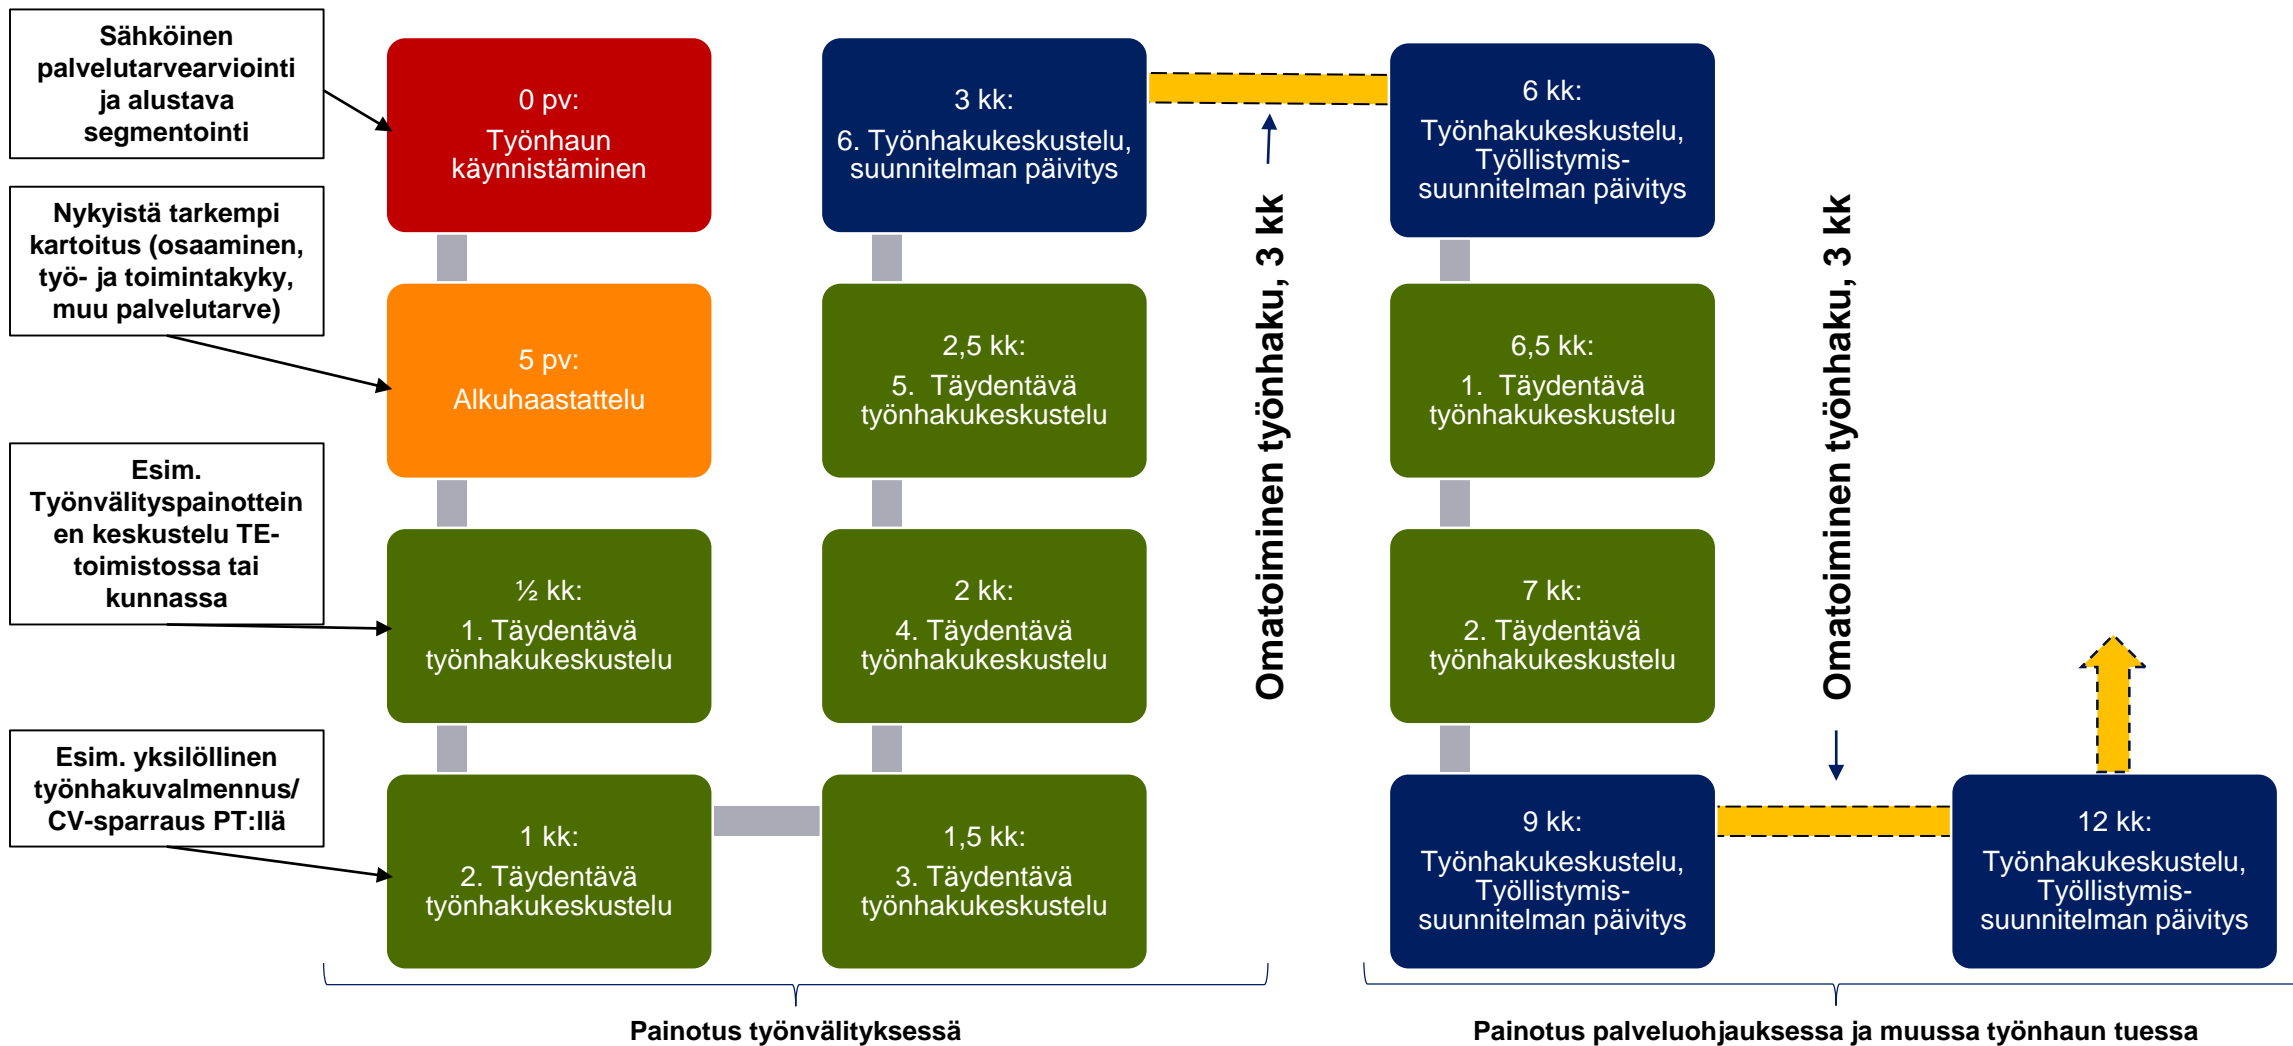 Sähköinen
palvelutarvearviointi
ja alustava
segmentointi
Nykyistä tarkempi
kartoitus (osaaminen,
työ- ja toimintakyky,
muu palvelutarve)
Esim.
Työnvälityspainottein
en keskustelu TE-
toimistossa tai
kunnassa
Esim. yksilöllinen
työnhakuvalmennus/
CV-sparraus PT:llä
0 pv:
Työnhaun
käynnistäminen
5 pv:
Alkuhaastattelu
½ kk:
1. Täydentävä
työnhakukeskustelu
1 kk:
2. Täydentävä
työnhakukeskustelu
1,5 kk:
3. Täydentävä
työnhakukeskustelu
2 kk:
4. Täydentävä
työnhakukeskustelu
2,5 kk:
5. Täydentävä
työnhakukeskustelu
3 kk:
6. Työnhakukeskustelu,
suunnitelman päivitys
Omatoiminen työnhaku, 3 kk
6 kk:
Työnhakukeskustelu,
Työllistymis-
suunnitelman päivitys
6,5 kk:
1. Täydentävä
työnhakukeskustelu
7 kk:
2. Täydentävä
työnhakukeskustelu
9 kk:
Työnhakukeskustelu,
Työllistymis-
suunnitelman päivitys
Omatoiminen työnhaku, 3 kk
12 kk:
Työnhakukeskustelu,
Työllistymis-
suunnitelman päivitys
Painotus työnvälityksessä
Painotus palveluohjauksessa ja muussa työnhaun tuessa